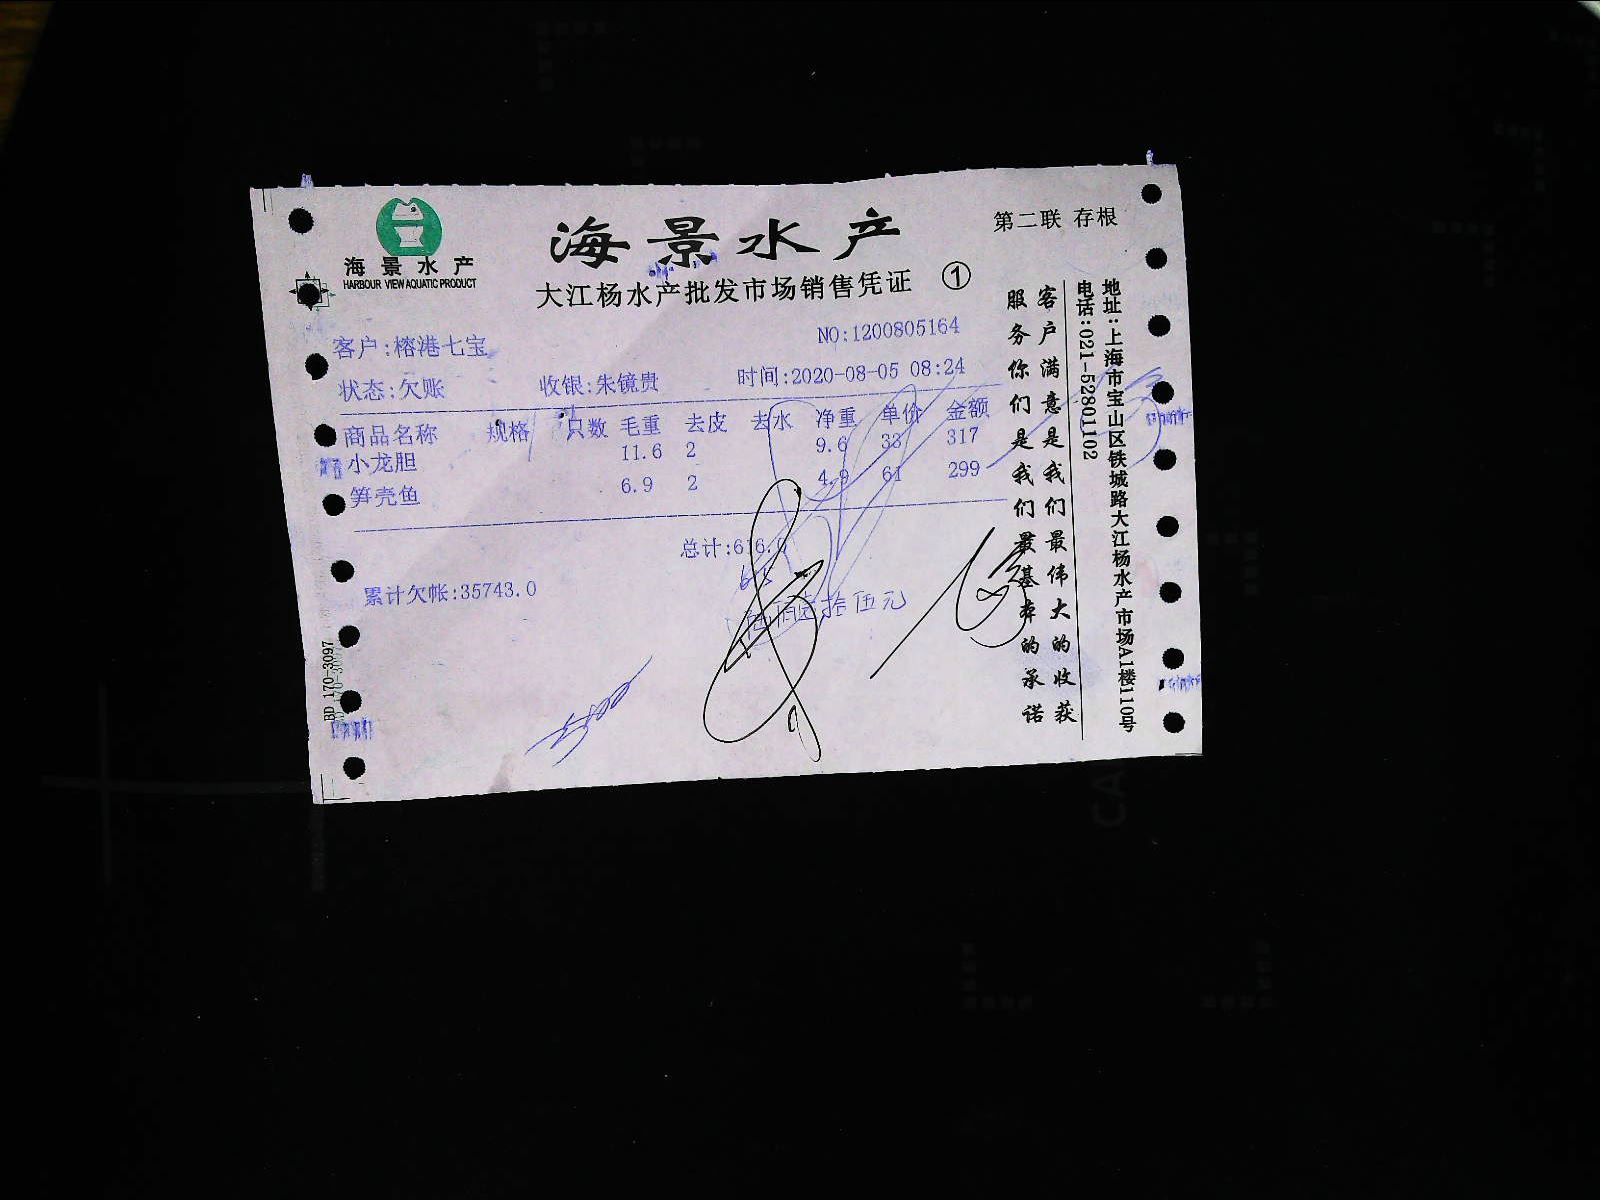 海景水产
HARBOUR VIEW AQUATIC PRODUCT
海景水产
第二联 存根
大江杨水产批发市场销售凭证 ①
NO:1200805164
客户:榕港七宝
状态:欠账 收银:朱镜贵 时间:2020-08-05 08:24
商品名称 规格 只数 毛重 去皮 去水 净重 单价 金额
小龙胆 11.6 2 9.6 33 317
笋壳鱼 6.9 2 4.9 61 299
总计:616.0
累计欠帐:35743.0
拾伍元
客户满意是我们最伟大的收获
服务你们是我们最基本的承诺
地址:上海市宝山区铁城路大江杨水产市场A1楼110号
电话:021-52801102
BD 170-3097